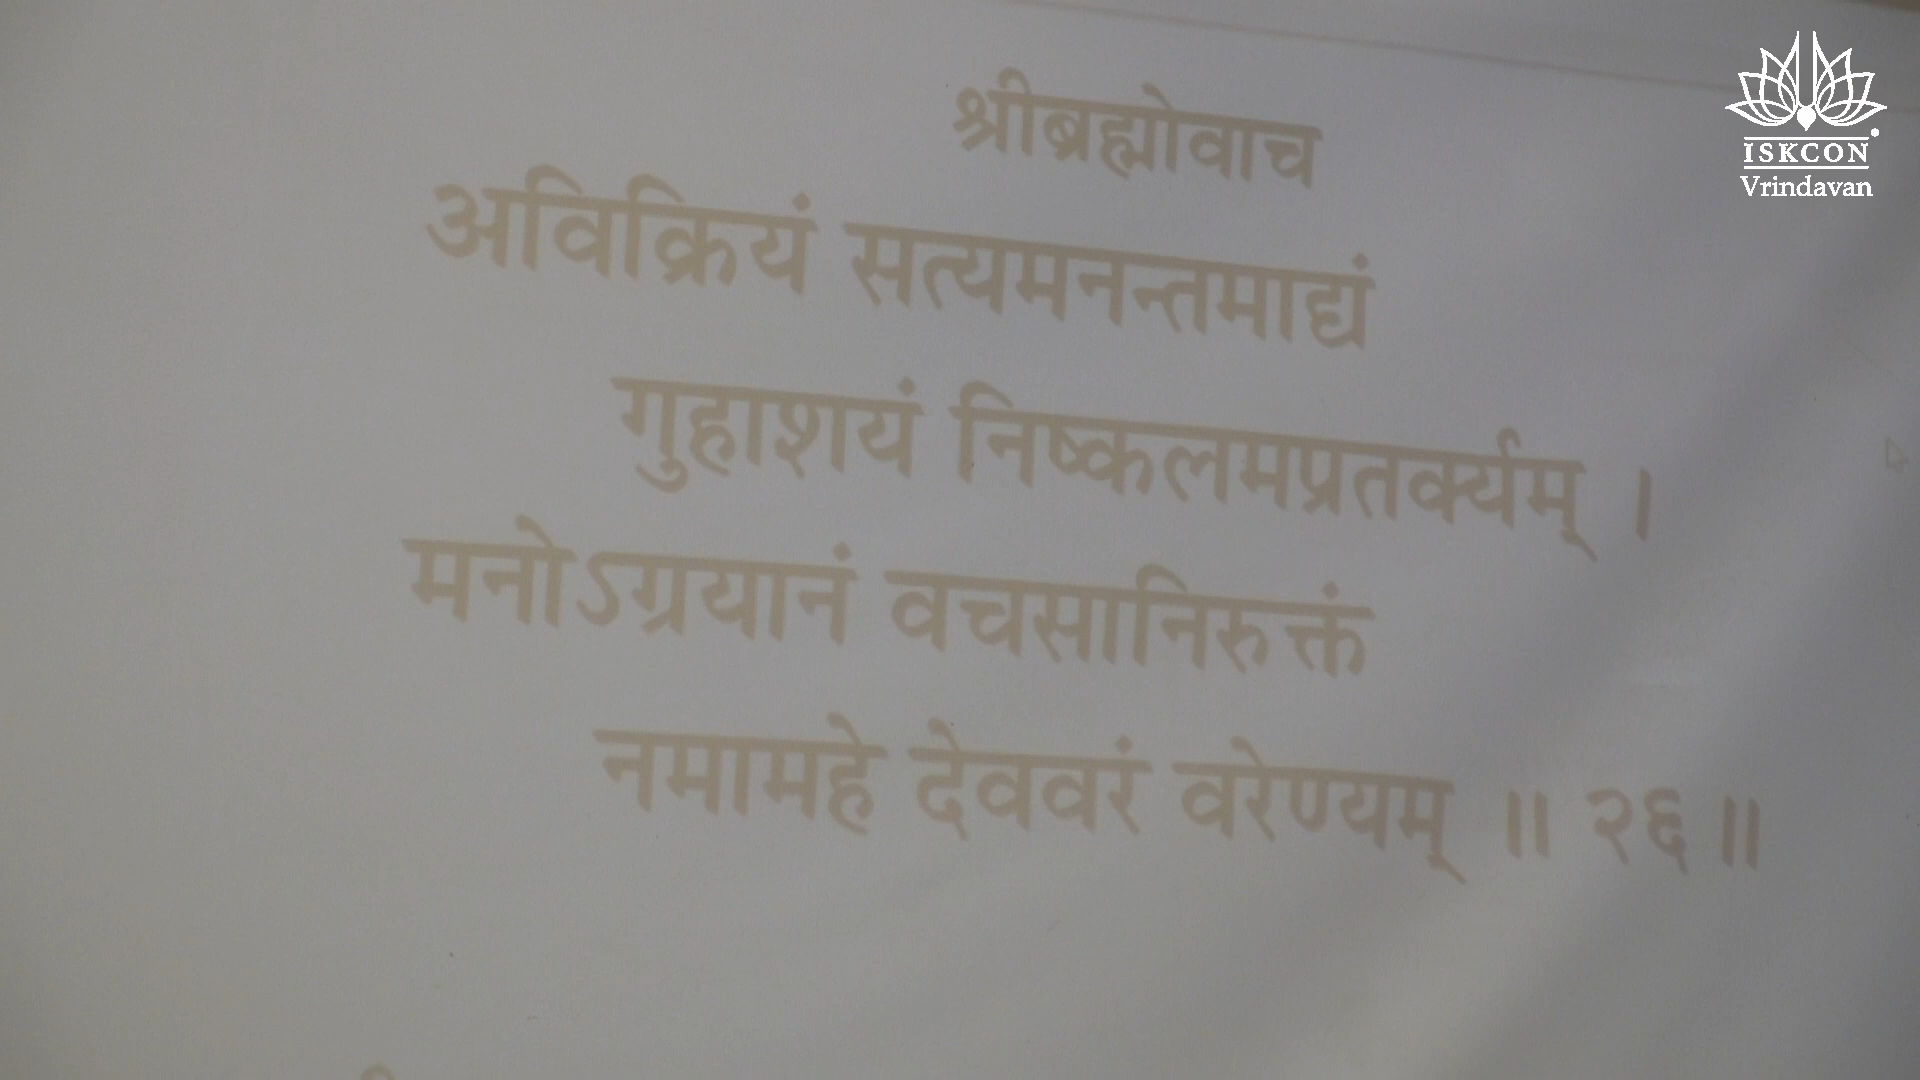 ISKCON
Vrindavan
श्रीब्रह्मोवाच
अविक्रियं सत्यमनन्तमाद्यं
गुहाशयं निष्कलमप्रतर्क्यम् ।
मनोऽग्रयानं वचसानिरुक्तं
नमामहे देववरं वरेण्यम् ॥ २६ ॥